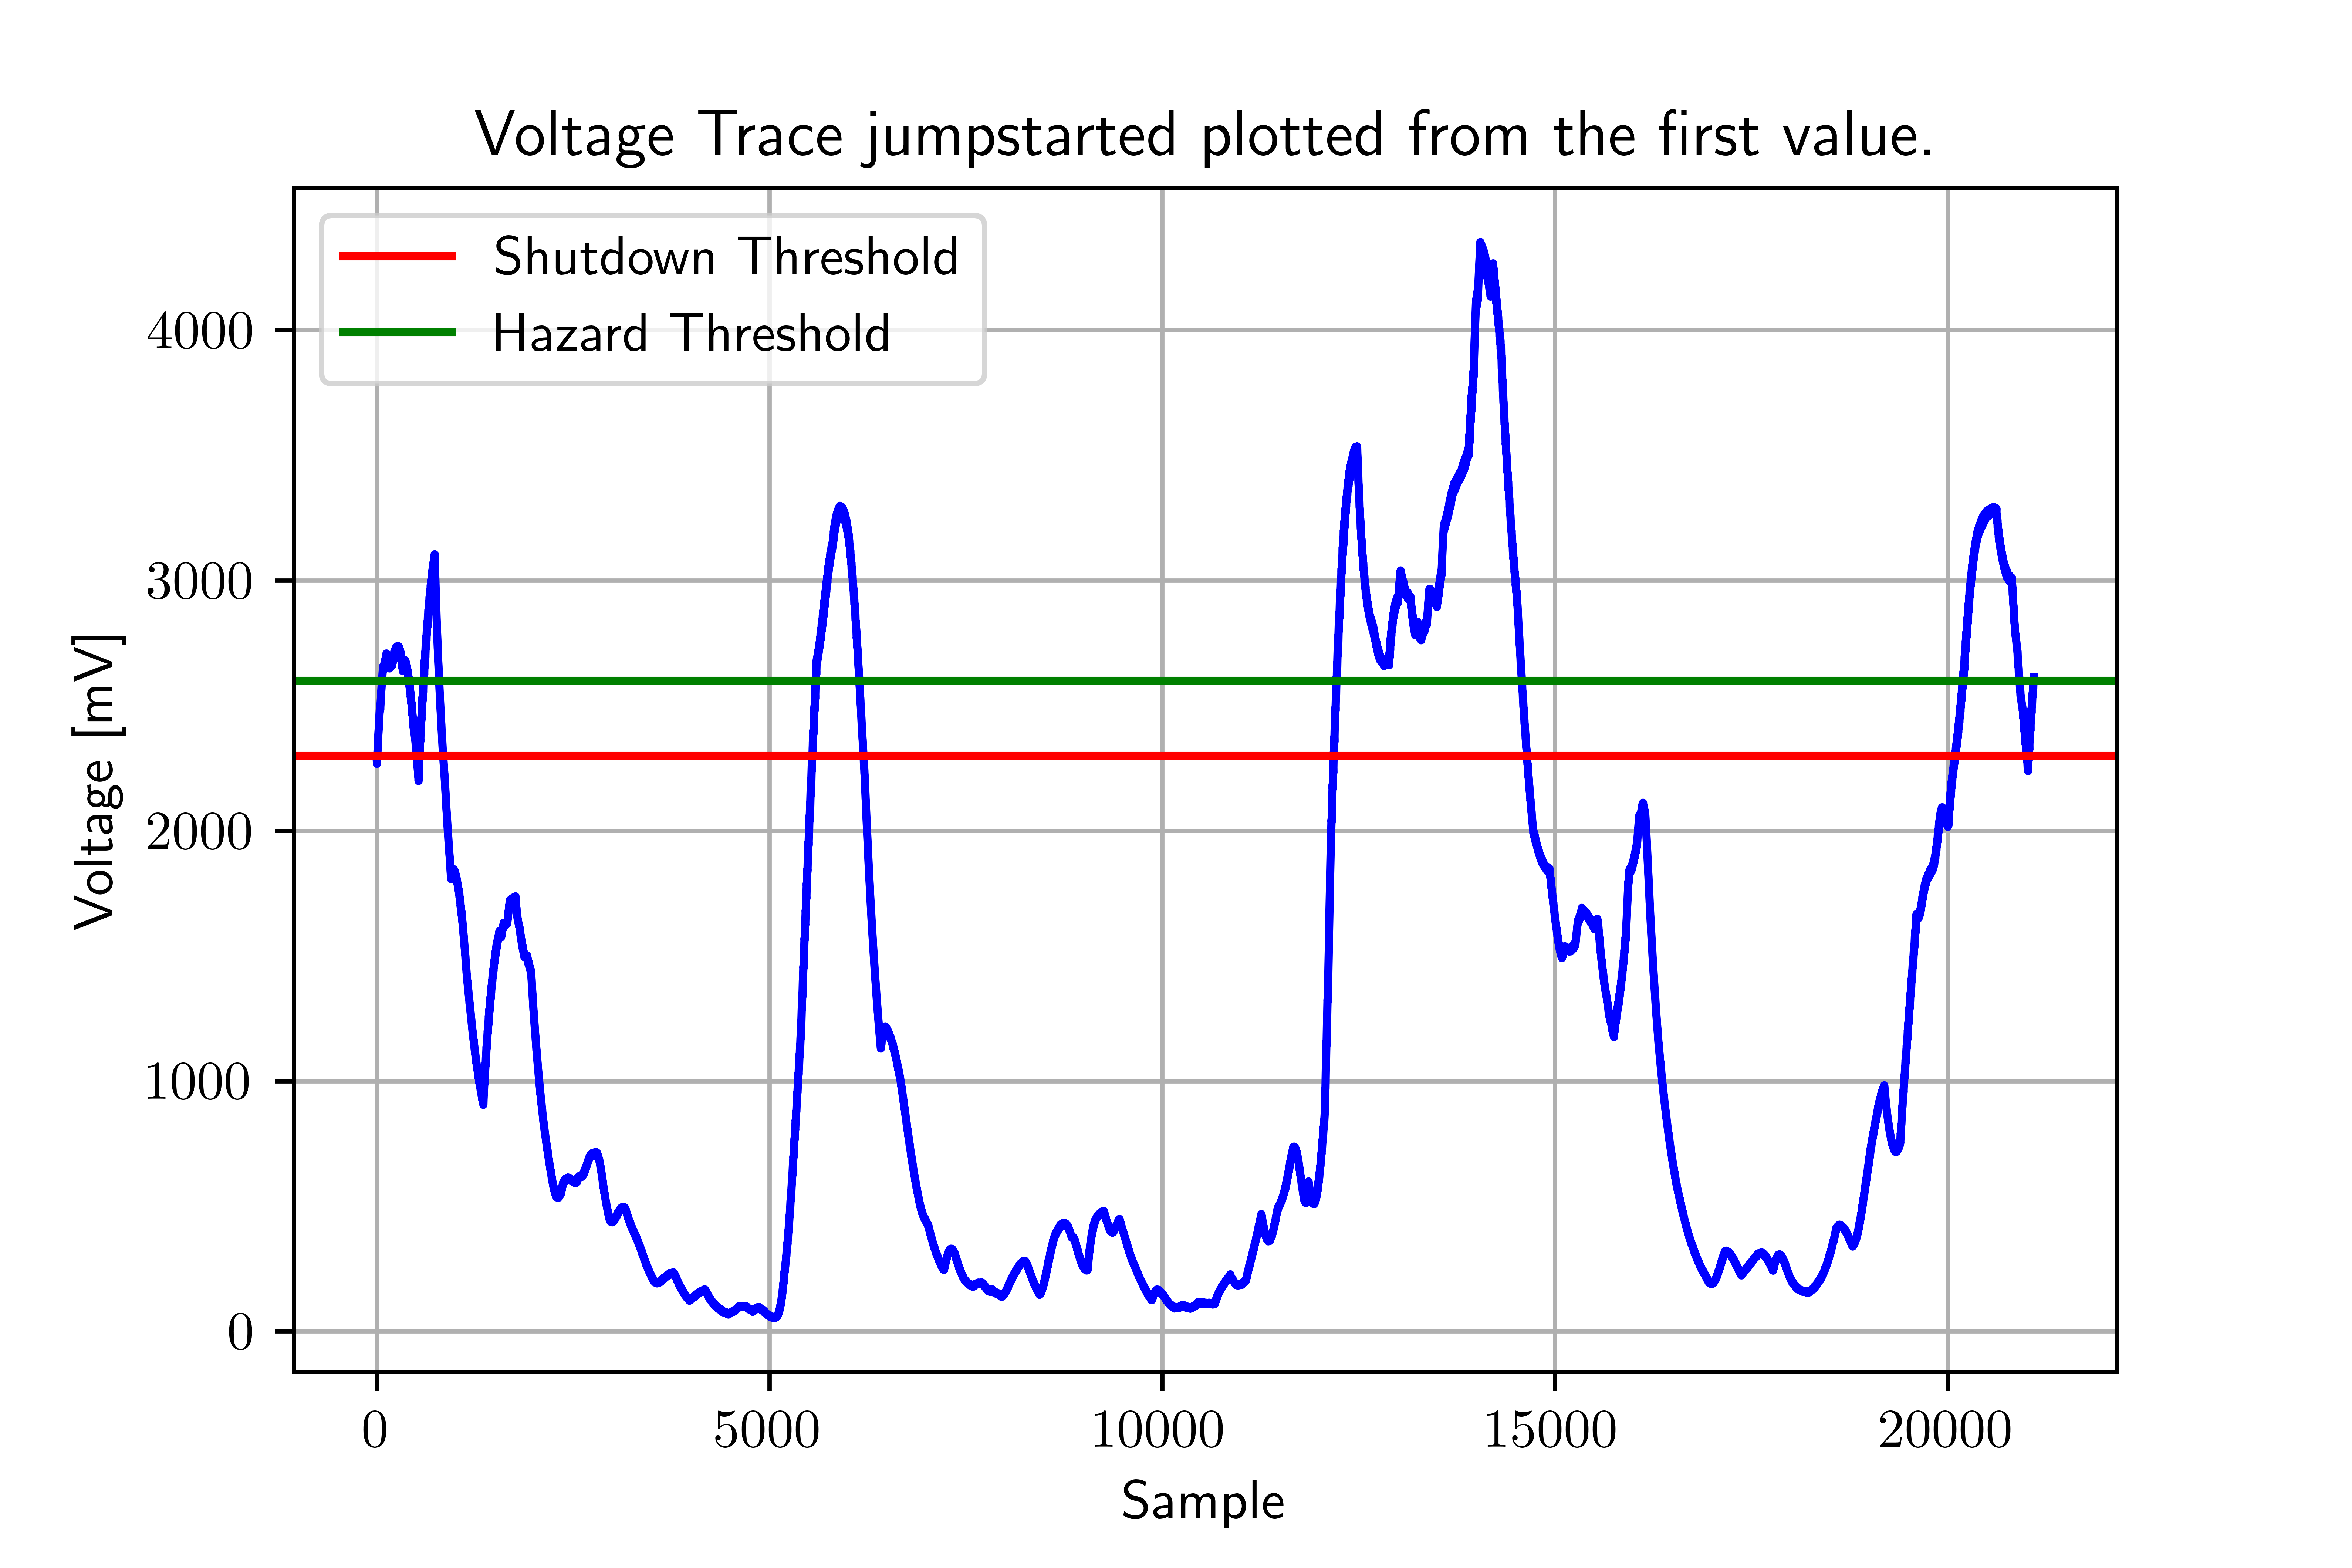 Voltage Trace jumpstarted plotted from the first value.
Shutdown Threshold
Hazard Threshold
4000
3000
2000
1000
0
Voltage [mV]
0 5000 10000 15000 20000
Sample